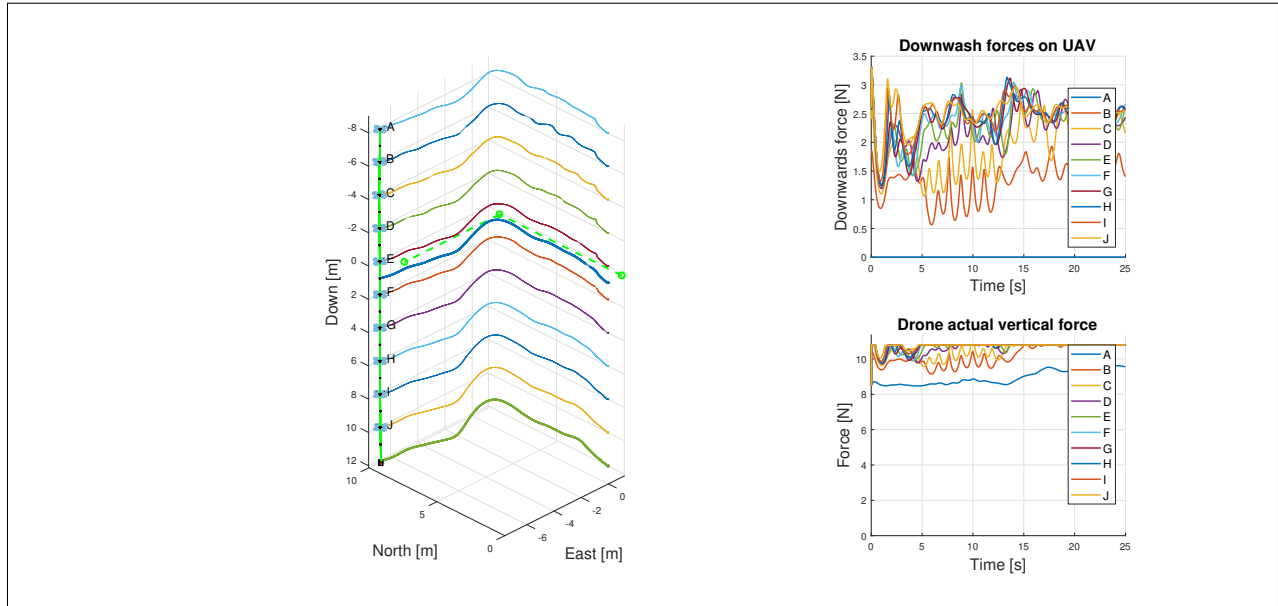 -8
-6
-4
-2
0
2
4
6
8
10
12
Down [m]
A
B
C
D
E
F
G
H
I
J
10
5
0
North [m]
-6
-4
-2
0
East [m]
Downwash forces on UAV
3.5
3
2.5
2
1.5
1
0.5
0
Downwards force [N]
0
5
10
15
20
25
Time [s]
A
B
C
D
E
F
G
H
I
J
Drone actual vertical force
10
8
6
4
2
0
Force [N]
0
5
10
15
20
25
Time [s]
A
B
C
D
E
F
G
H
I
J